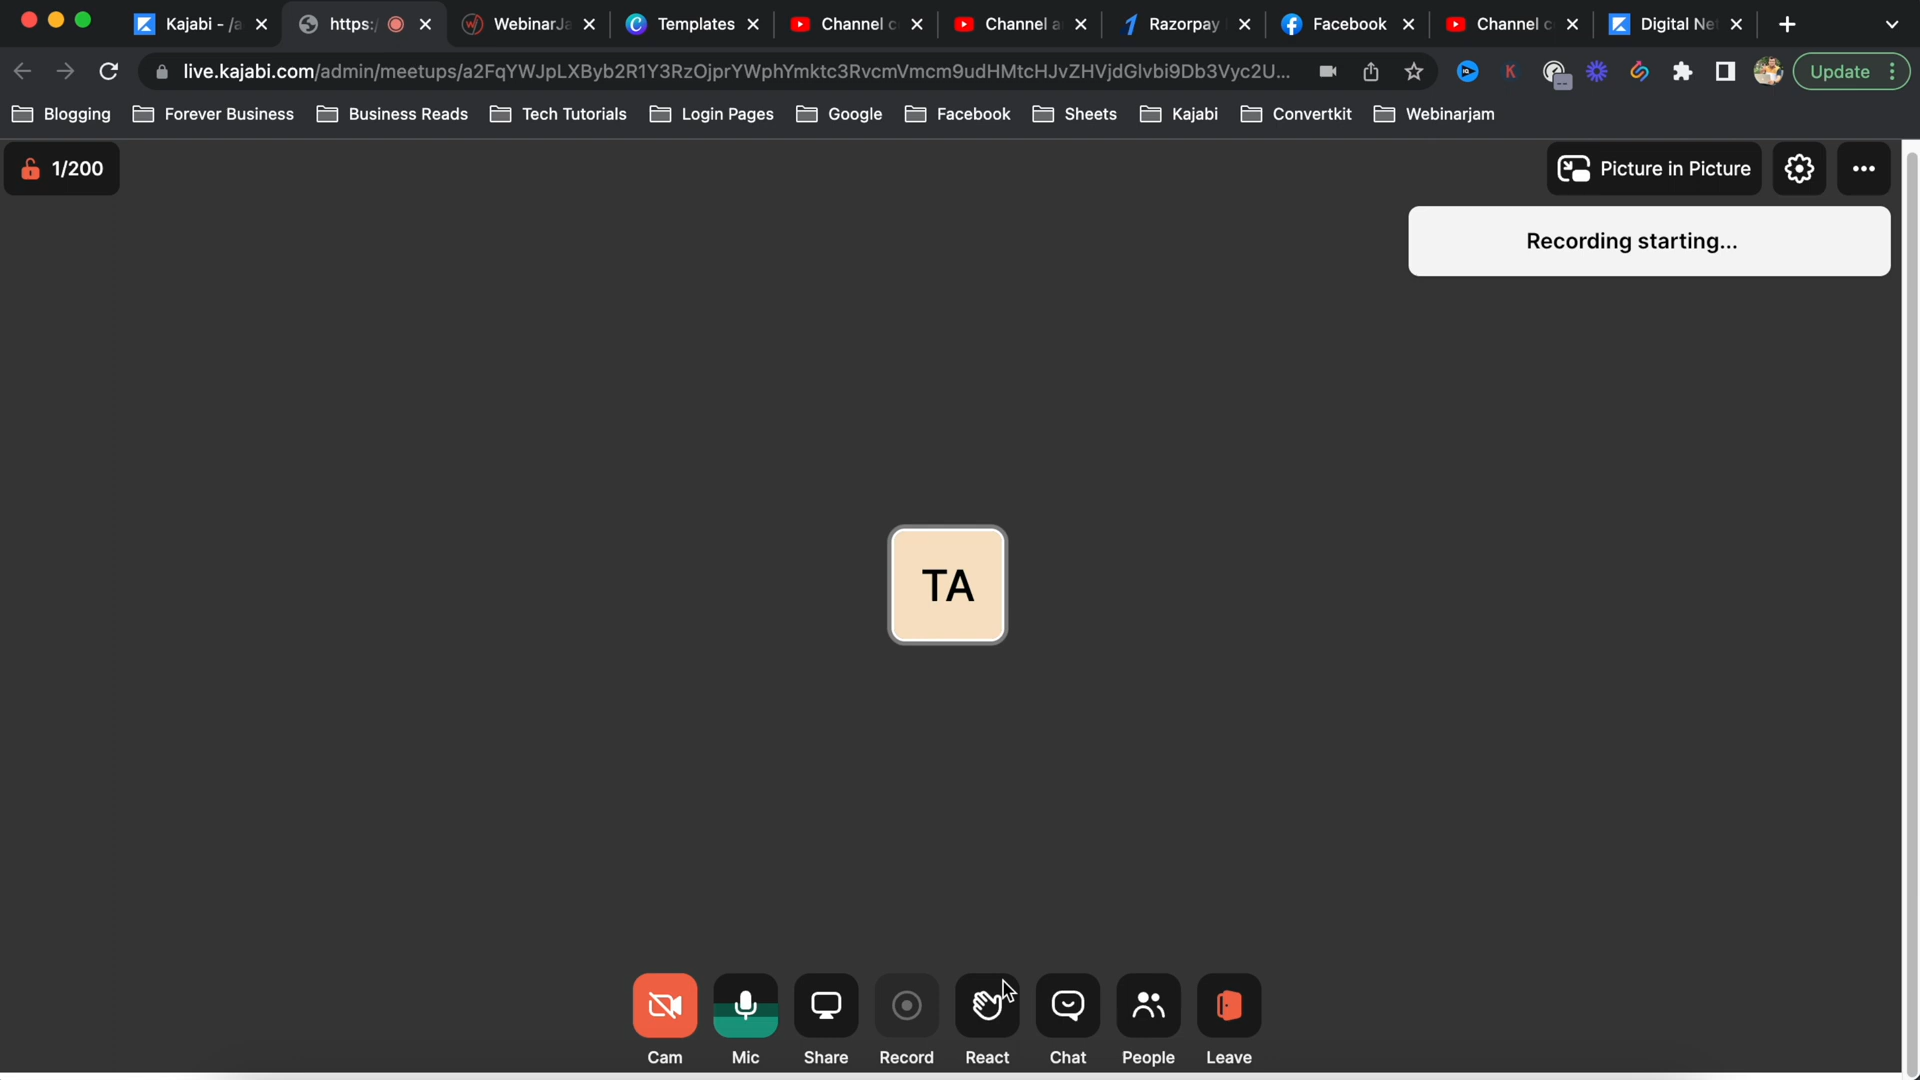 Kajabi - /a
https:/
WebinarJa
Templates
Channel c
Channel a
Razorpay
Facebook
Channel c
Digital Net
live.kajabi.com/admin/meetups/a2FqYWJpLXByb2R1Y3RzOjprYWphYmktc3RvcmVmcm9udHMtcHJvZHVjdGlvbi9Db3Vyc2U...
Update
Blogging
Forever Business
Business Reads
Tech Tutorials
Login Pages
Google
Facebook
Sheets
Kajabi
Convertkit
Webinarjam
1/200
Picture in Picture
Recording starting...
TA
Cam
Mic
Share
Record
React
Chat
People
Leave